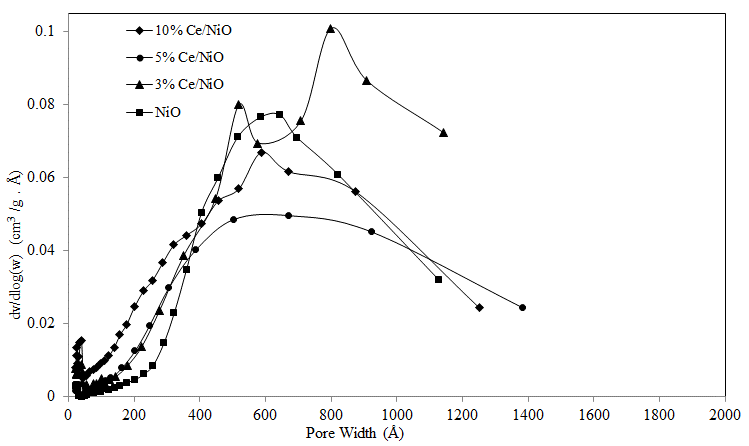 0.1
0.08
0.06
0.04
0.02
0
dv/dlog(w) (cm³ /g . Å)
10% Ce/NiO
5% Ce/NiO
3% Ce/NiO
NiO
0 200 400 600 800 1000 1200 1400 1600 1800 2000
Pore Width (Å)